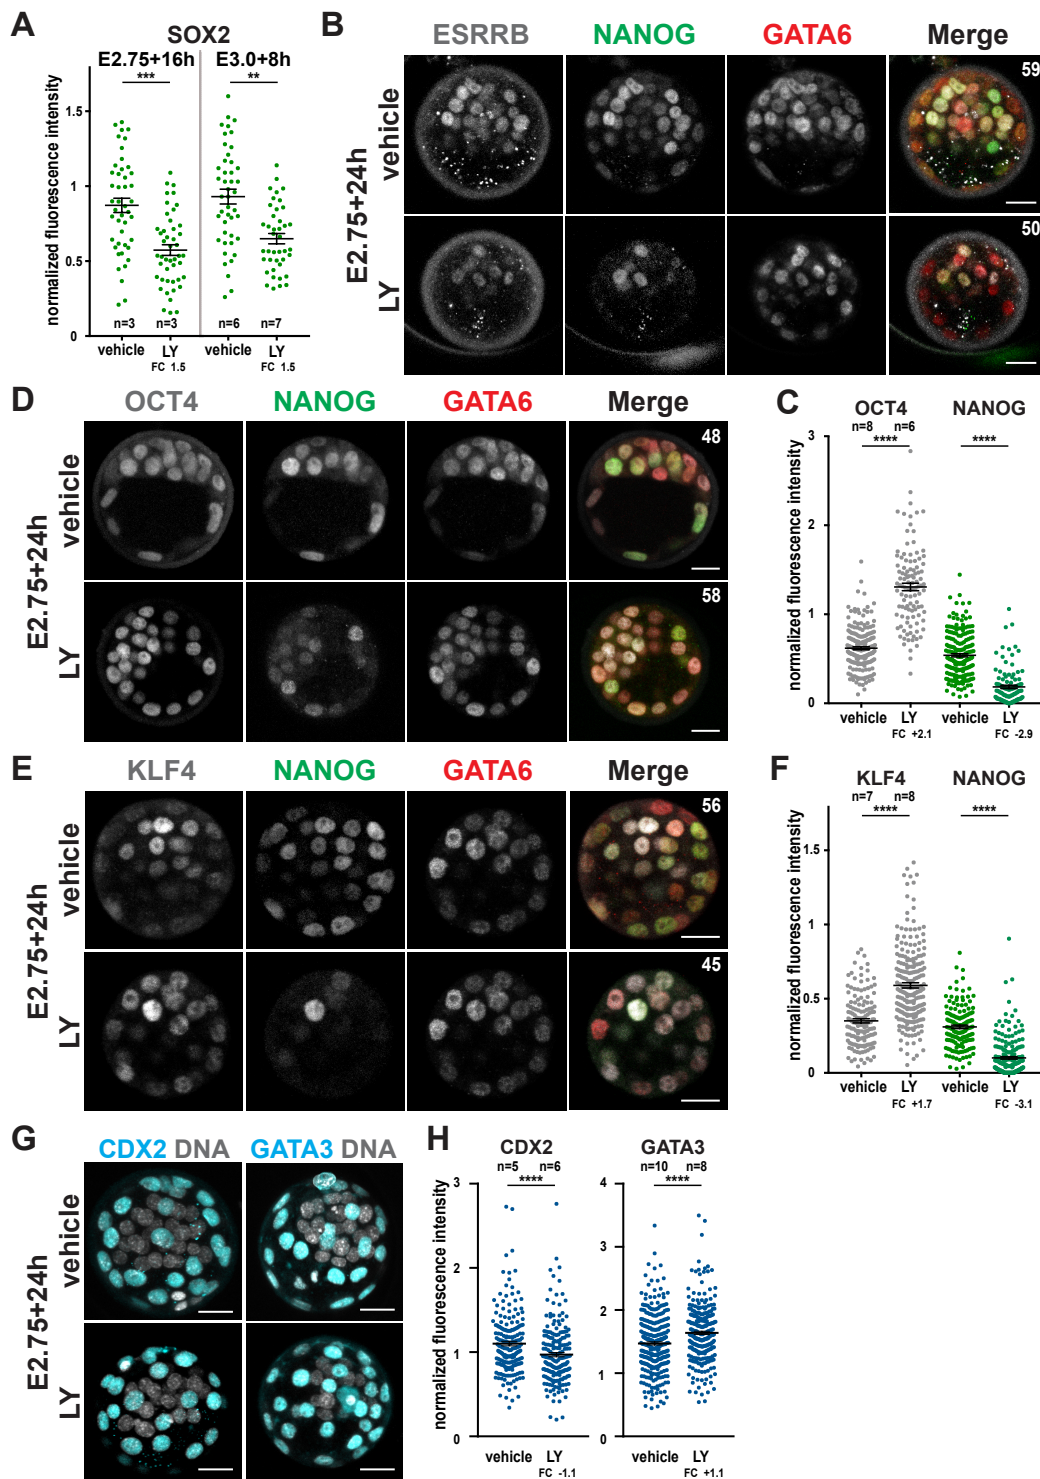 A
SOX2
E2.75+16h E3.0+8h
*** **
normalized fluorescence intensity
1.5
1
0.5
0
n=3 n=3 n=6 n=7
vehicle LY vehicle LY
FC 1.5 FC 1.5
B
ESRRB NANOG GATA6 Merge
E2.75+24h
vehicle
59
LY
50
D
OCT4 NANOG GATA6 Merge
E2.75+24h
vehicle
48
LY
58
C
OCT4 NANOG
n=8 n=6
**** ****
normalized fluorescence intensity
3
2
1
0
vehicle LY vehicle LY
FC +2.1 FC -2.9
E
KLF4 NANOG GATA6 Merge
E2.75+24h
vehicle
56
LY
45
F
KLF4 NANOG
n=7 n=8
**** ****
normalized fluorescence intensity
1.5
1
0.5
0
vehicle LY vehicle LY
FC +1.7 FC -3.1
G
CDX2 DNA GATA3 DNA
E2.75+24h
vehicle
LY
H
CDX2 GATA3
n=5 n=6 n=10 n=8
**** ****
normalized fluorescence intensity
3
2
1
0
4
3
2
1
0
vehicle LY vehicle LY
FC -1.1 FC +1.1